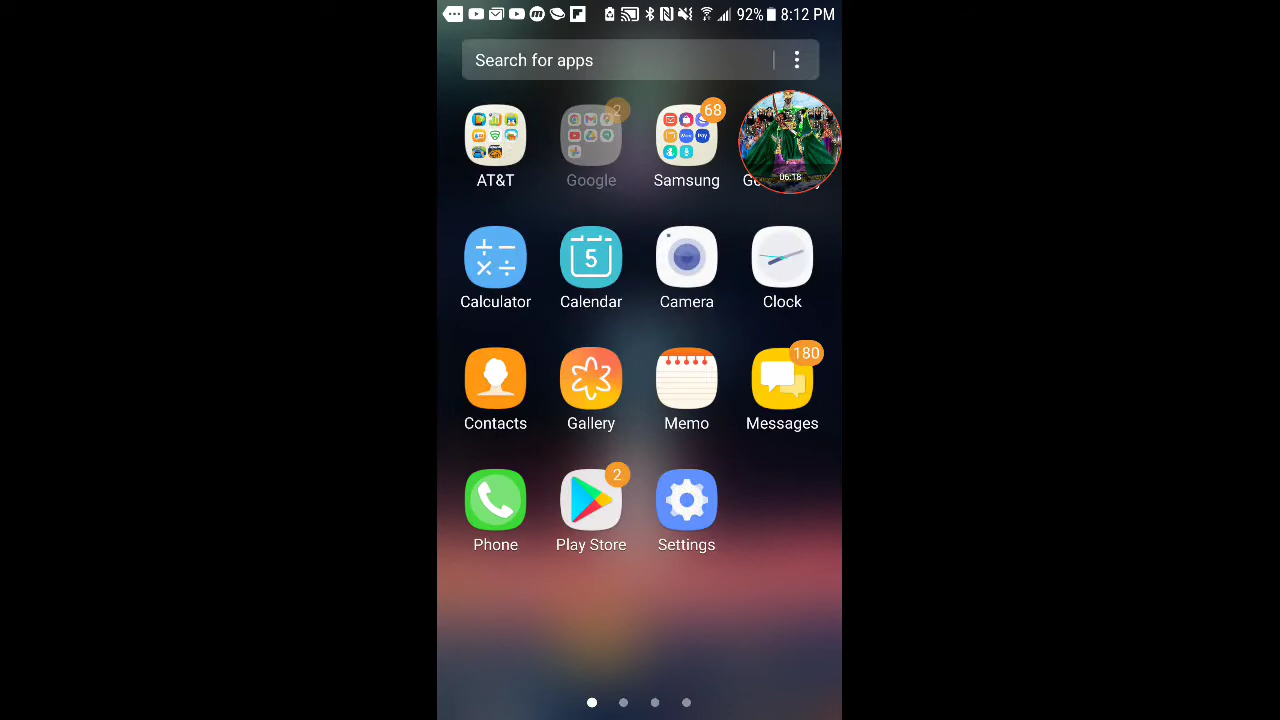 92% 8:12 PM
Search for apps
2
68
06:18
AT&T
Google
Samsung
5
Calculator
Calendar
Camera
Clock
180
Contacts
Gallery
Memo
Messages
2
Phone
Play Store
Settings